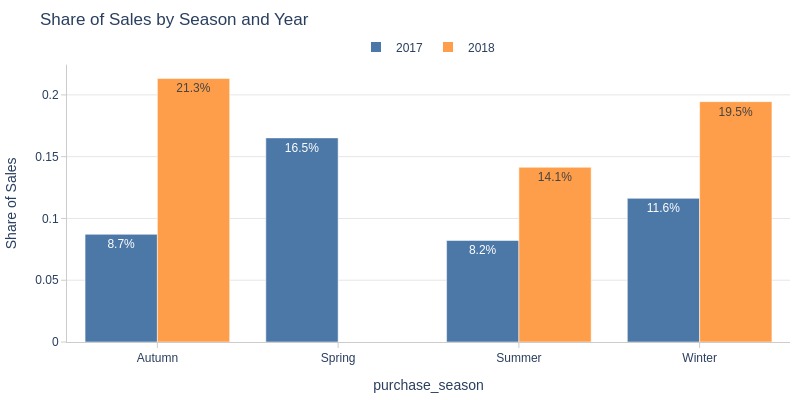 Share of Sales by Season and Year
2017 2018
Share of Sales
0.2
0.15
0.1
0.05
0
8.7% 21.3% 16.5% 8.2% 14.1% 11.6% 19.5%
Autumn Spring Summer Winter
purchase_season